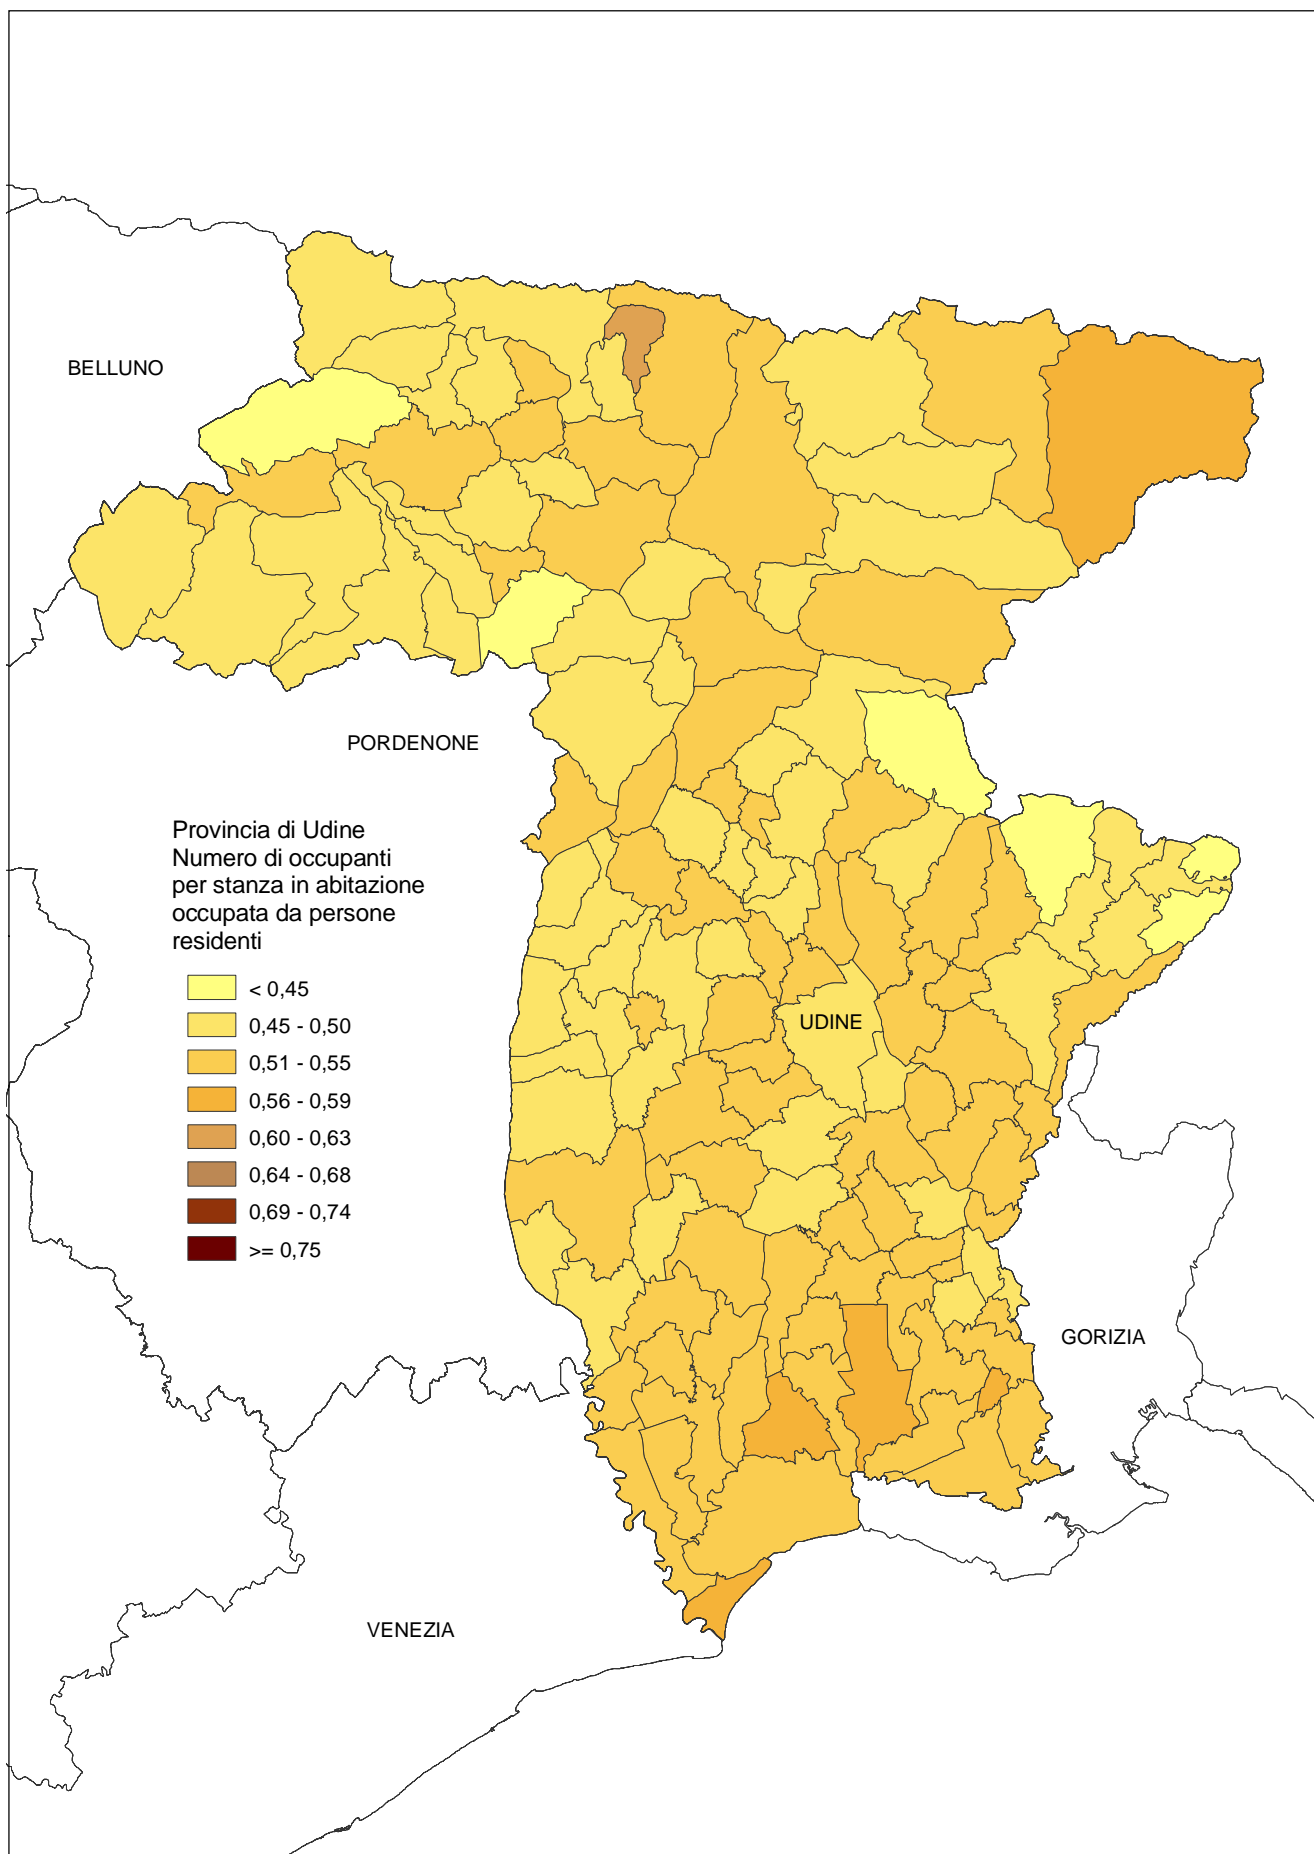 BELLUNO
PORDENONE
Provincia di Udine
Numero di occupanti
per stanza in abitazione
occupata da persone
residenti
< 0,45
0,45 - 0,50
0,51 - 0,55
0,56 - 0,59
0,60 - 0,63
0,64 - 0,68
0,69 - 0,74
>= 0,75
UDINE
GORIZIA
VENEZIA